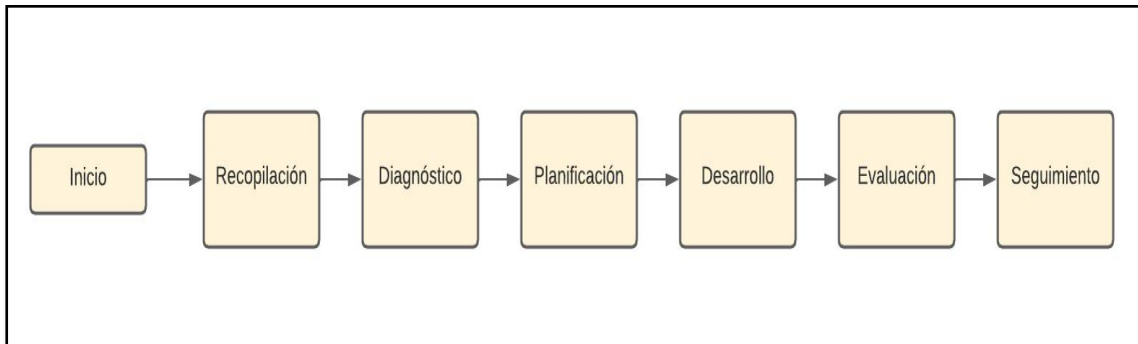 Inicio
Recopilación
Diagnóstico
Planificación
Desarrollo
Evaluación
Seguimiento